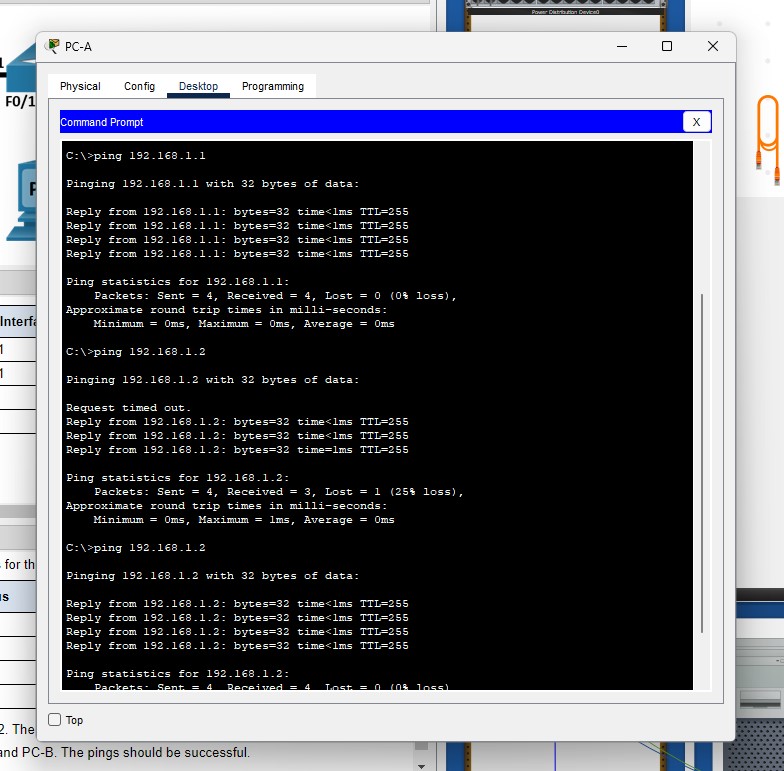 Power Distribution Device0
PC-A
Physical
Config
Desktop
Programming
F0/1
Command Prompt
X
C:\>ping 192.168.1.1
Pinging 192.168.1.1 with 32 bytes of data:
Reply from 192.168.1.1: bytes=32 time<1ms TTL=255
Reply from 192.168.1.1: bytes=32 time<1ms TTL=255
Reply from 192.168.1.1: bytes=32 time<1ms TTL=255
Reply from 192.168.1.1: bytes=32 time<1ms TTL=255
Ping statistics for 192.168.1.1:
Packets: Sent = 4, Received = 4, Lost = 0 (0% loss),
Approximate round trip times in milli-seconds:
Minimum = 0ms, Maximum = 0ms, Average = 0ms
C:\>ping 192.168.1.2
Pinging 192.168.1.2 with 32 bytes of data:
Request timed out.
Reply from 192.168.1.2: bytes=32 time<1ms TTL=255
Reply from 192.168.1.2: bytes=32 time<1ms TTL=255
Reply from 192.168.1.2: bytes=32 time=1ms TTL=255
Ping statistics for 192.168.1.2:
Packets: Sent = 4, Received = 3, Lost = 1 (25% loss),
Approximate round trip times in milli-seconds:
Minimum = 0ms, Maximum = 1ms, Average = 0ms
C:\>ping 192.168.1.2
Pinging 192.168.1.2 with 32 bytes of data:
Reply from 192.168.1.2: bytes=32 time<1ms TTL=255
Reply from 192.168.1.2: bytes=32 time<1ms TTL=255
Reply from 192.168.1.2: bytes=32 time<1ms TTL=255
Reply from 192.168.1.2: bytes=32 time<1ms TTL=255
Ping statistics for 192.168.1.2:
Packets: Sent = 4, Received = 4, Lost = 0 (0% loss),
Top
Interfa
1
1
s for th
us
2. The
and PC-B. The pings should be successful.